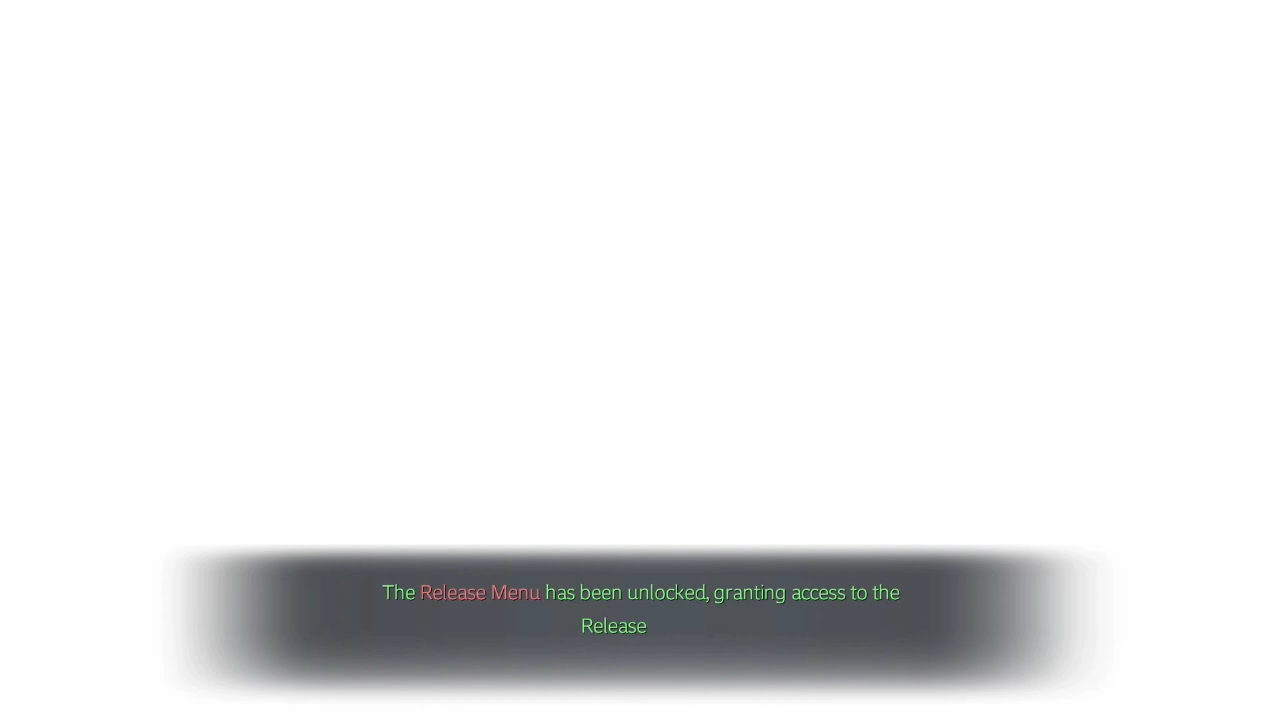 The Release Menu has been unlocked, granting access to the
Release